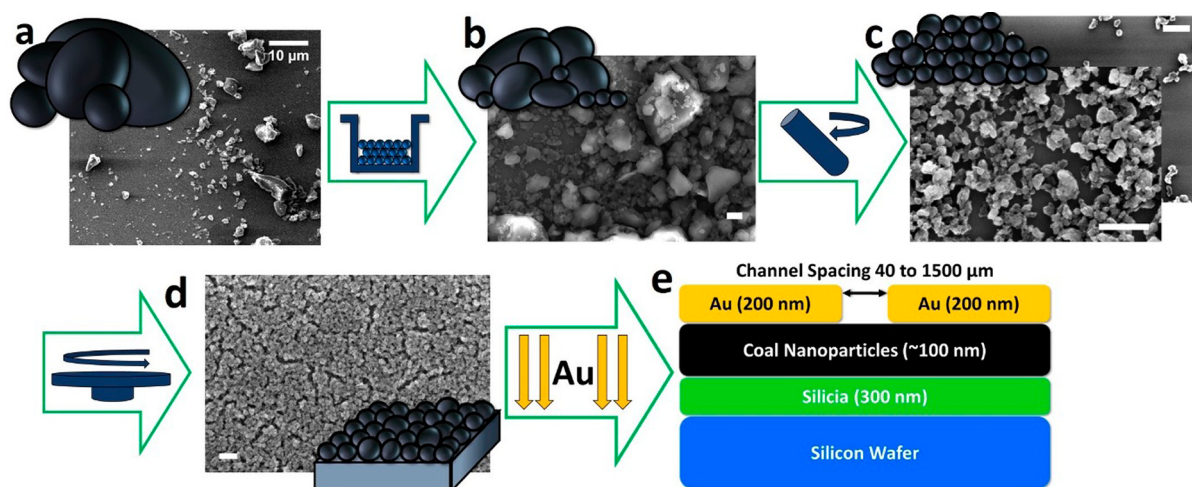 a
10 µm
b
c
d
Au
e
Channel Spacing 40 to 1500 µm
Au (200 nm)
Au (200 nm)
Coal Nanoparticles (~100 nm)
Silicia (300 nm)
Silicon Wafer